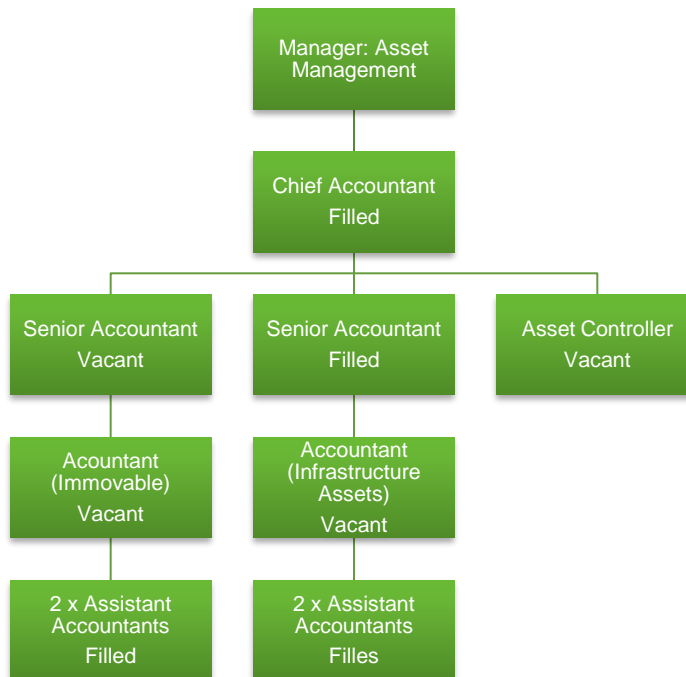 Manager: Asset
Management
Chief Accountant
Filled
Senior Accountant
Vacant
Senior Accountant
Filled
Asset Controller
Vacant
Acountant
(Immovable)
Vacant
Accountant
(Infrastructure
Assets)
Vacant
2 x Assistant
Accountants
Filled
2 x Assistant
Accountants
Filles